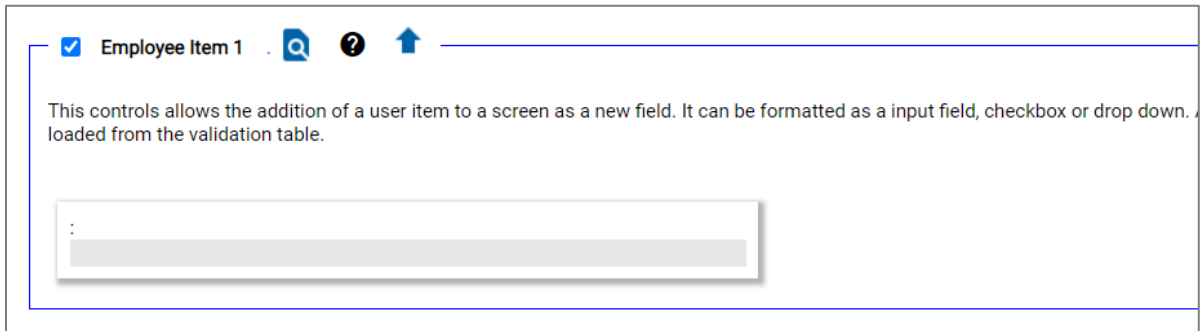 Employee Item 1 .
This controls allows the addition of a user item to a screen as a new field. It can be formatted as a input field, checkbox or drop down.
loaded from the validation table.
: